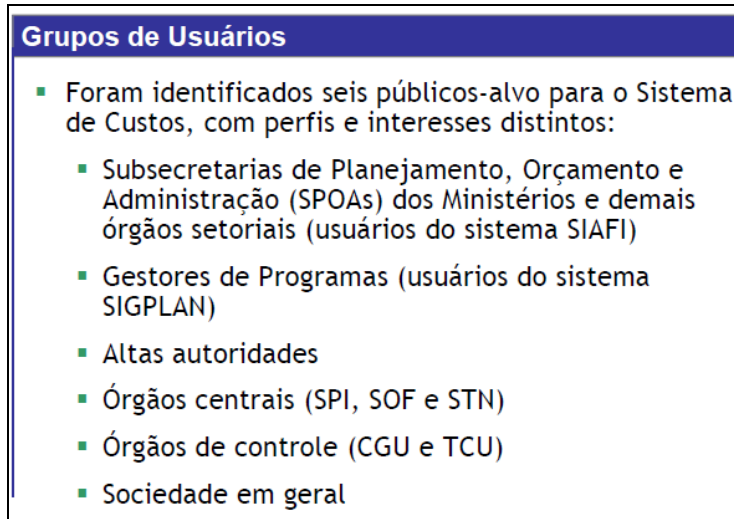 Grupos de Usuários
▪ Foram identificados seis públicos-alvo para o Sistema
de Custos, com perfis e interesses distintos:
▪ Subsecretarias de Planejamento, Orçamento e
Administração (SPOAs) dos Ministérios e demais
órgãos setoriais (usuários do sistema SIAFI)
▪ Gestores de Programas (usuários do sistema
SIGPLAN)
▪ Altas autoridades
▪ Órgãos centrais (SPI, SOF e STN)
▪ Órgãos de controle (CGU e TCU)
▪ Sociedade em geral